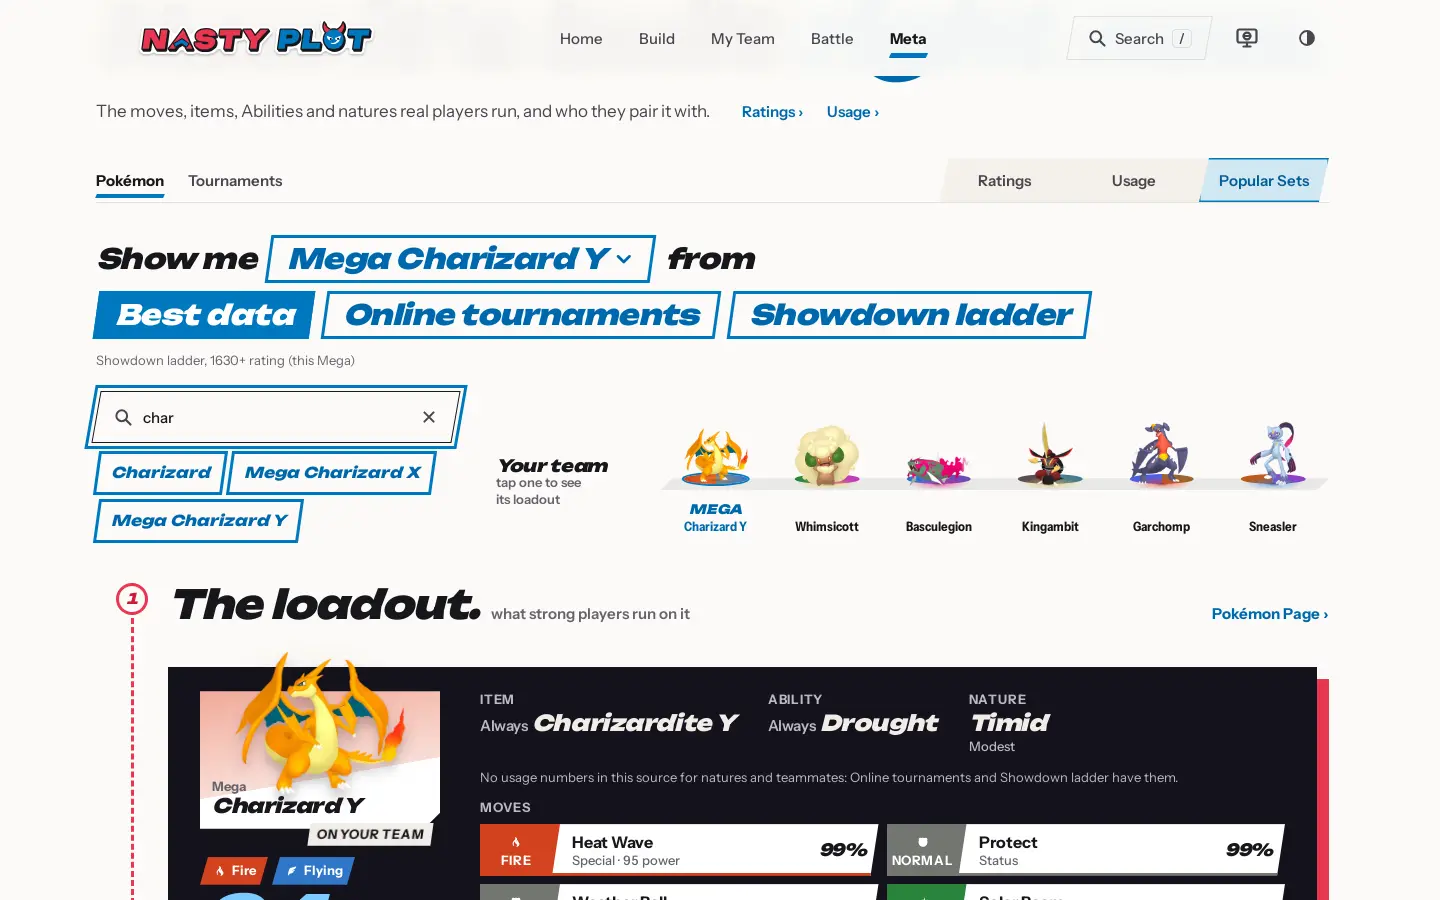 NASTY PLOT
Home
Build
My Team
Battle
Meta
Search /
The moves, items, Abilities and natures real players run, and who they pair it with.
Ratings ›
Usage ›
Pokémon
Tournaments
Ratings
Usage
Popular Sets
Show me Mega Charizard Y from
Best data
Online tournaments
Showdown ladder
Showdown ladder, 1630+ rating (this Mega)
char
Charizard
Mega Charizard X
Mega Charizard Y
Your team
tap one to see
its loadout
MEGA
Charizard Y
Whimsicott
Basculegion
Kingambit
Garchomp
Sneasler
1
The loadout. what strong players run on it
Pokémon Page ›
Mega
Charizard Y
ON YOUR TEAM
Fire
Flying
ITEM
Always Charizardite Y
ABILITY
Always Drought
NATURE
Timid
Modest
No usage numbers in this source for natures and teammates: Online tournaments and Showdown ladder have them.
MOVES
FIRE
Heat Wave
Special · 95 power
99%
NORMAL
Protect
Status
99%
Weather Ball
Solar Beam